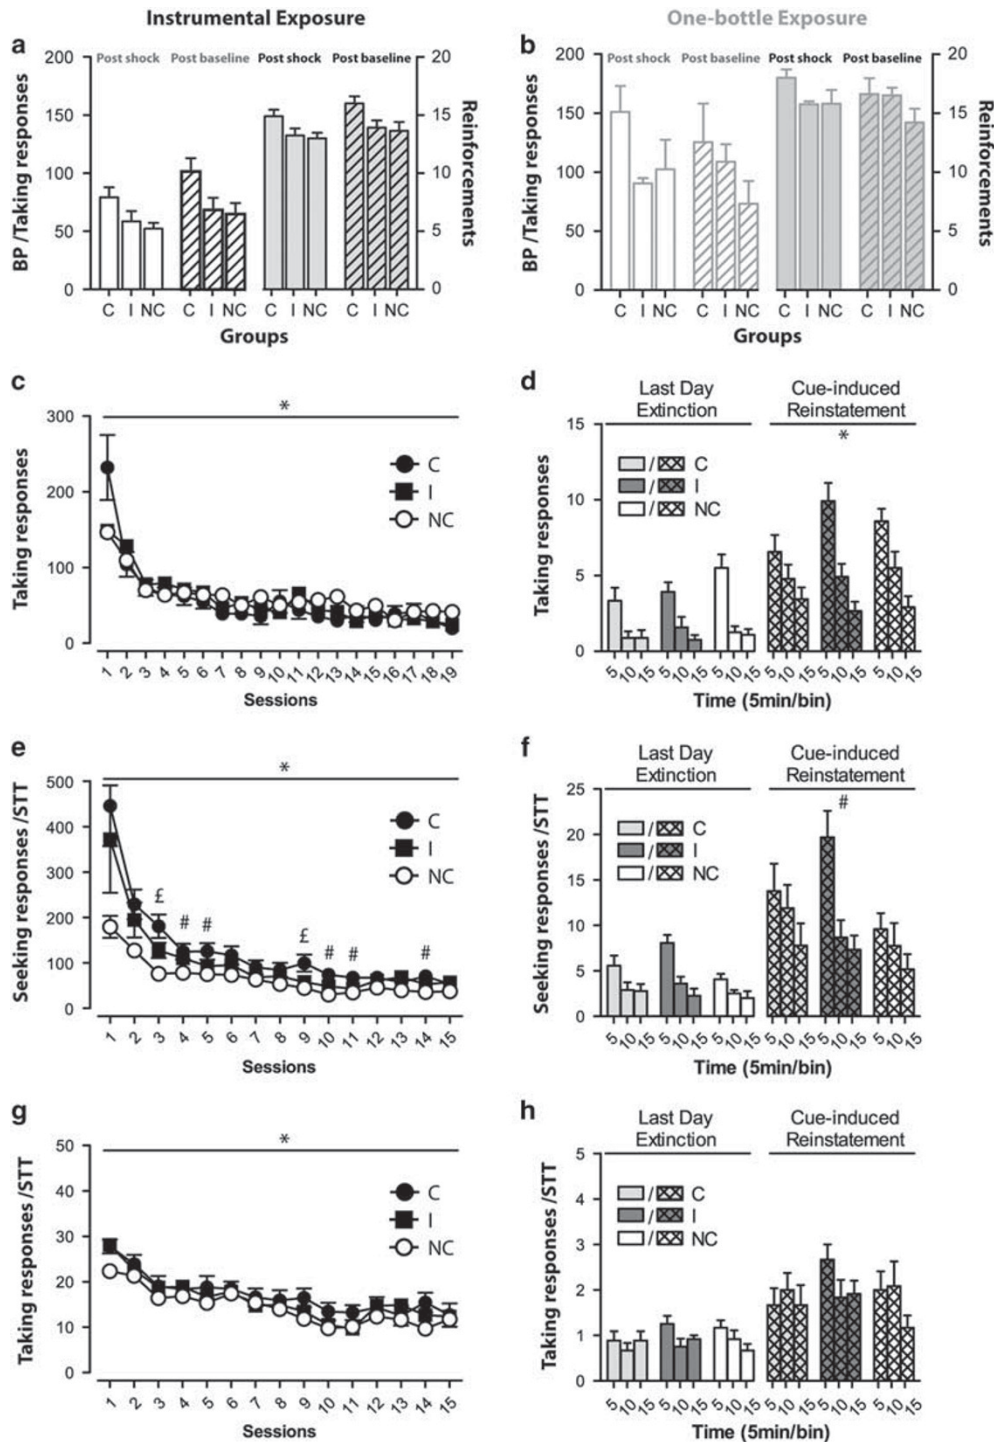 Instrumental Exposure
One-bottle Exposure
a
Post shock Post baseline Post shock Post baseline
200
150
100
50
0
20
15
10
5
0
BP /Taking responses
Reinforcements
C I NC C I NC C I NC C I NC
Groups
b
Post shock Post baseline Post shock Post baseline
200
150
100
50
0
20
15
10
5
0
BP /Taking responses
Reinforcements
C I NC C I NC C I NC C I NC
Groups
c
*
300
200
100
0
Taking responses
C
I
NC
1 2 3 4 5 6 7 8 9 10 11 12 13 14 15 16 17 18 19
Sessions
d
Last Day
Extinction
Cue-induced
Reinstatement
*
15
10
5
0
Taking responses
/ C
/ I
/ NC
5 10 15 5 10 15 5 10 15 5 10 15 5 10 15 5 10 15
Time (5min/bin)
e
*
500
400
300
200
100
0
Seeking responses /STT
C
I
NC
£ # # £ # # #
1 2 3 4 5 6 7 8 9 10 11 12 13 14 15
Sessions
f
Last Day
Extinction
Cue-induced
Reinstatement
#
25
20
15
10
5
0
Seeking responses /STT
/ C
/ I
/ NC
5 10 15 5 10 15 5 10 15 5 10 15 5 10 15 5 10 15
Time (5min/bin)
g
*
50
40
30
20
10
0
Taking responses /STT
C
I
NC
1 2 3 4 5 6 7 8 9 10 11 12 13 14 15
Sessions
h
Last Day
Extinction
Cue-induced
Reinstatement
5
4
3
2
1
0
Taking responses /STT
/ C
/ I
/ NC
5 10 15 5 10 15 5 10 15 5 10 15 5 10 15 5 10 15
Time (5min/bin)